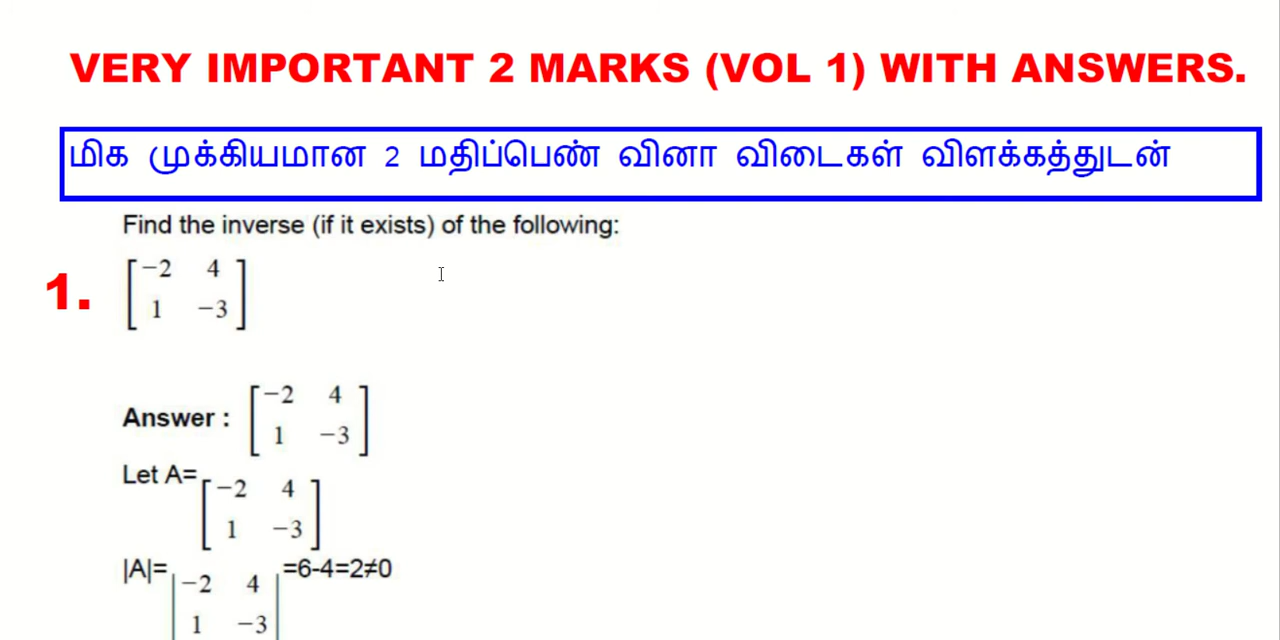 VERY IMPORTANT 2 MARKS (VOL 1) WITH ANSWERS.
மிக முக்கியமான 2 மதிப்பெண் வினா விடைகள் விளக்கத்துடன்
Find the inverse (if it exists) of the following:
1. [−2 4
1 −3]
Answer : [−2 4
1 −3]
Let A= [−2 4
1 −3]
|A|= |−2 4 =6-4=2≠0
1 −3|